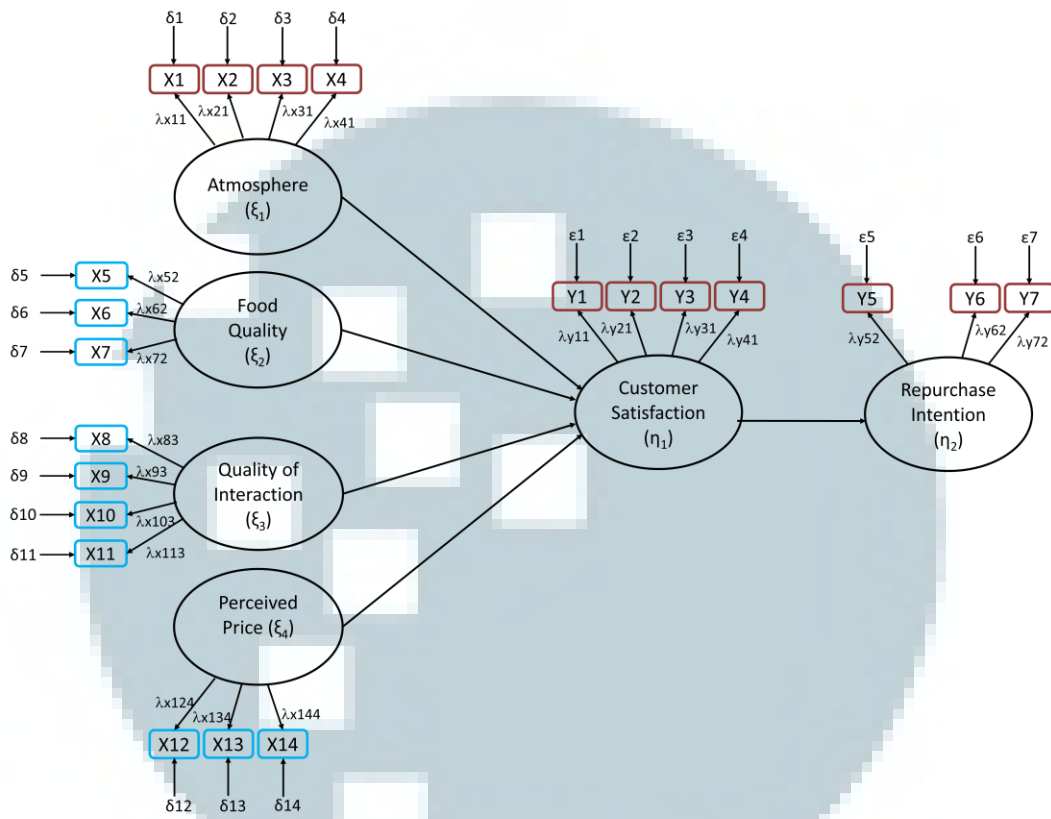 δ1 δ2 δ3 δ4
X1 X2 X3 X4
λx11 λx21 λx31 λx41
Atmosphere
(ξ1)
δ5 X5 λx52
δ6 X6 λx62
δ7 X7 λx72
Food
Quality
(ξ2)
ε1 ε2 ε3 ε4
Y1 Y2 Y3 Y4
λy11 λy21 λy31 λy41
Customer
Satisfaction
(η1)
ε5 ε6 ε7
Y5 Y6 Y7
λy52 λy62 λy72
Repurchase
Intention
(η2)
δ8 X8 λx83
δ9 X9 λx93
δ10 X10 λx103
δ11 X11 λx113
Quality of
Interaction
(ξ3)
Perceived
Price (ξ4)
λx124 λx134 λx144
X12 X13 X14
δ12 δ13 δ14